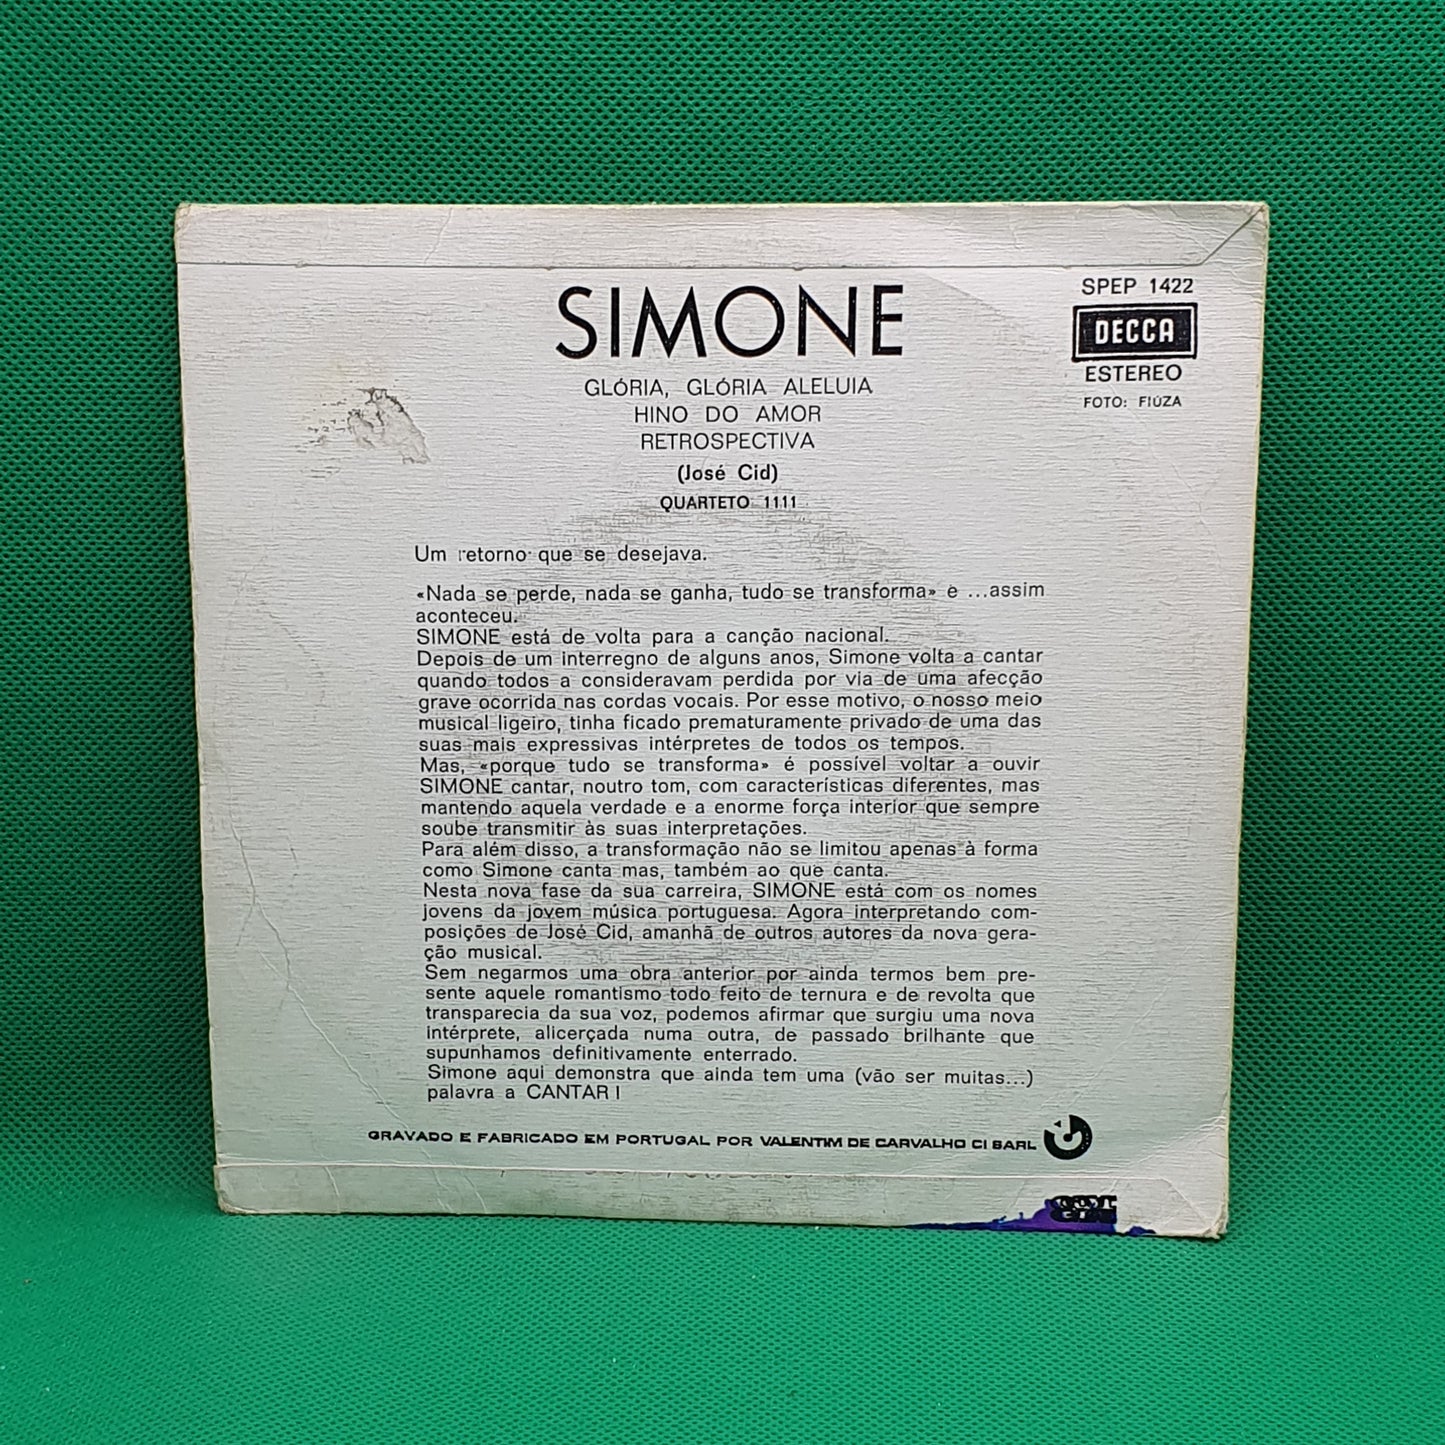 SPEP 1422
SIMONE
DECCA
ESTEREO
FOTO: FIÚZA
GLÓRIA, GLÓRIA ALELUIA
HINO DO AMOR
RETROSPECTIVA
(José Cid)
QUARTETO 1111
Um retorno que se desejava.
«Nada se perde, nada se ganha, tudo se transforma» e ...assim
aconteceu.
SIMONE está de volta para a canção nacional.
Depois de um interregno de alguns anos, Simone volta a cantar
quando todos a consideravam perdida por via de uma afecção
grave ocorrida nas cordas vocais. Por esse motivo, o nosso meio
musical ligeiro, tinha ficado prematuramente privado de uma das
suas mais expressivas intérpretes de todos os tempos.
Mas, «porque tudo se transforma» é possível voltar a ouvir
SIMONE cantar, noutro tom, com características diferentes, mas
mantendo aquela verdade e a enorme força interior que sempre
soube transmitir às suas interpretações.
Para além disso, a transformação não se limitou apenas à forma
como Simone canta mas, também ao que canta.
Nesta nova fase da sua carreira, SIMONE está com os nomes
jovens da jovem música portuguesa. Agora interpretando com-
posições de José Cid, amanhã de outros autores da nova gera-
ção musical.
Sem negarmos uma obra anterior por ainda termos bem pre-
sente aquele romantismo todo feito de ternura e de revolta que
transparecia da sua voz, podemos afirmar que surgiu uma nova
intérprete, alicerçada numa outra, de passado brilhante que
supunhamos definitivamente enterrado.
Simone aqui demonstra que ainda tem uma (vão ser muitas...)
palavra a CANTAR!
GRAVADO E FABRICADO EM PORTUGAL POR VALENTIM DE CARVALHO CI SARL